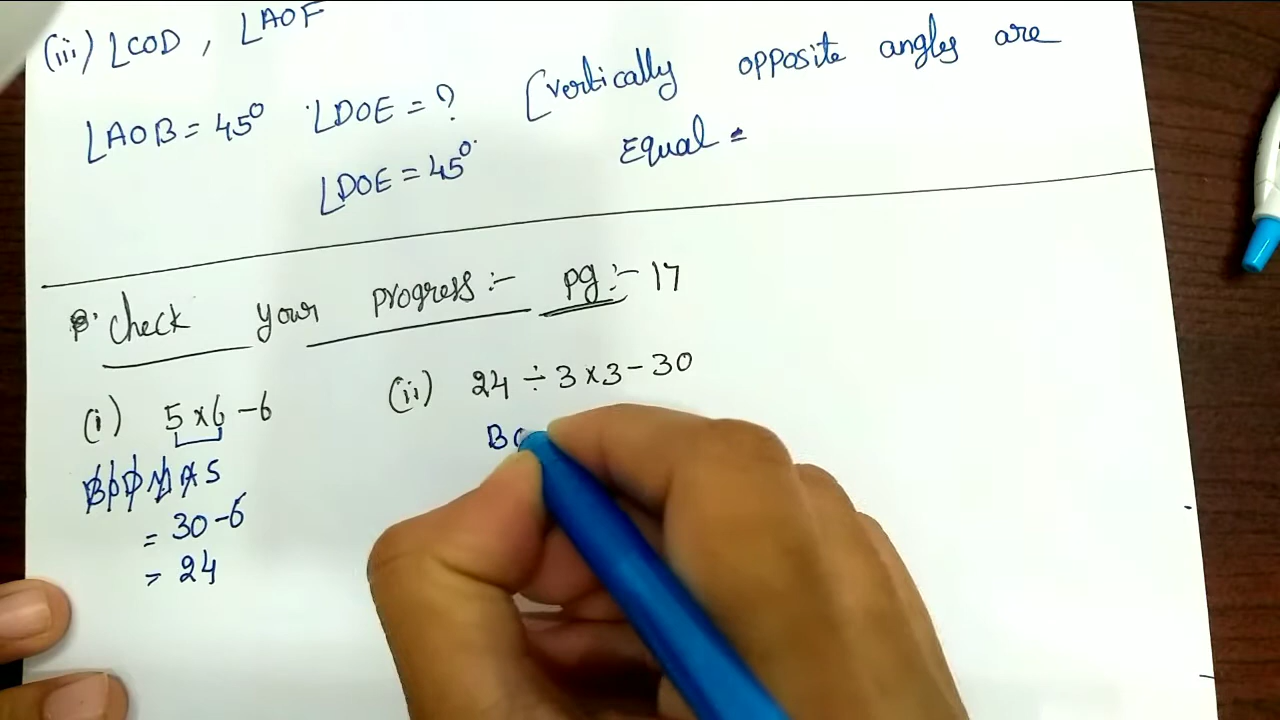 (iii) ∠COD , ∠AOF
∠AOB = 45° ∠DOE = ? [vertically opposite angles are
∠DOE = 45° Equal
check your progress :- pg :- 17
(i) 5 × 6 - 6 (ii) 24 ÷ 3 × 3 - 30
BODMAS BO
= 30 - 6
= 24